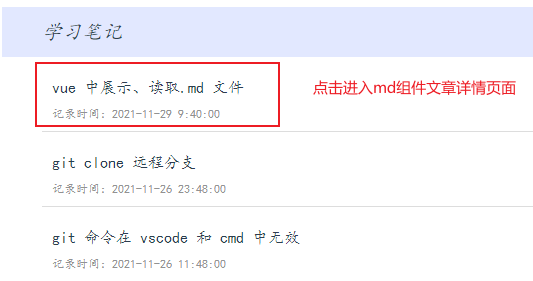 学习笔记
vue 中展示、读取.md 文件
点击进入md组件文章详情页面
记录时间：2021-11-29 9:40:00
git clone 远程分支
记录时间：2021-11-26 23:48:00
git 命令在 vscode 和 cmd 中无效
记录时间：2021-11-26 11:48:00